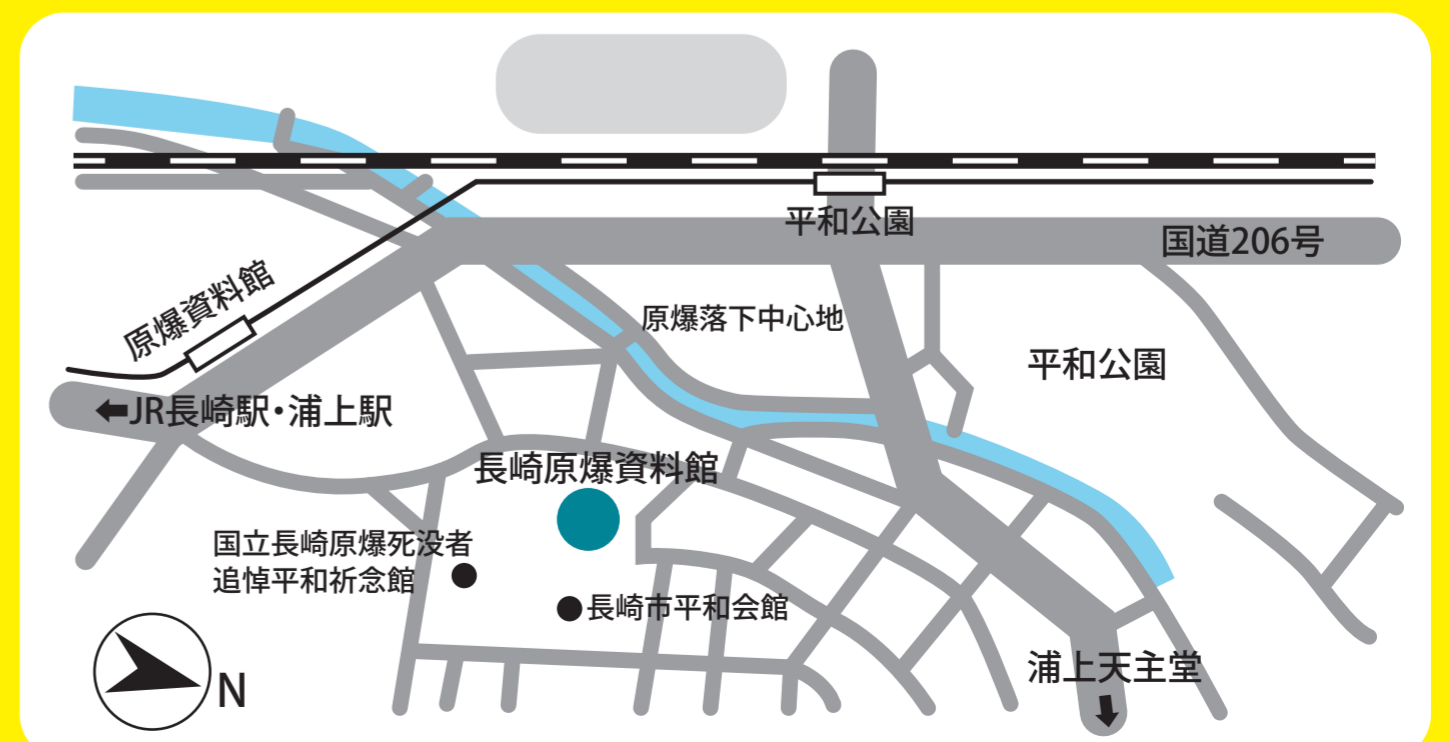 平和公園
国道206号
原爆資料館
原爆落下中心地
平和公園
←JR長崎駅・浦上駅
長崎原爆資料館
国立長崎原爆死没者
追悼平和祈念館
長崎市平和会館
浦上天主堂
↓
N